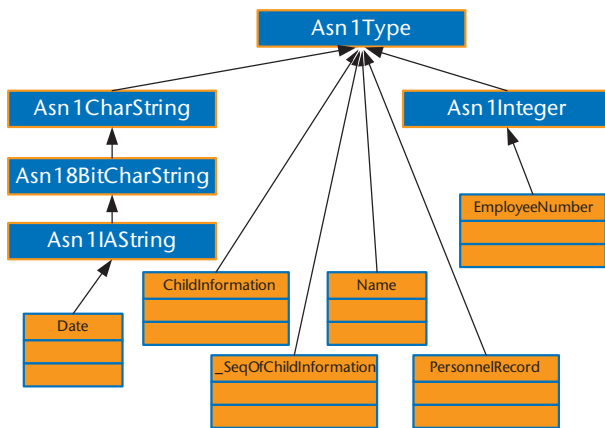 Asn1Type
Asn1CharString
Asn1Integer
Asn18BitCharString
EmployeeNumber
Asn1IAString
ChildInformation
Name
Date
_SeqOfChildInformation
PersonnelRecord